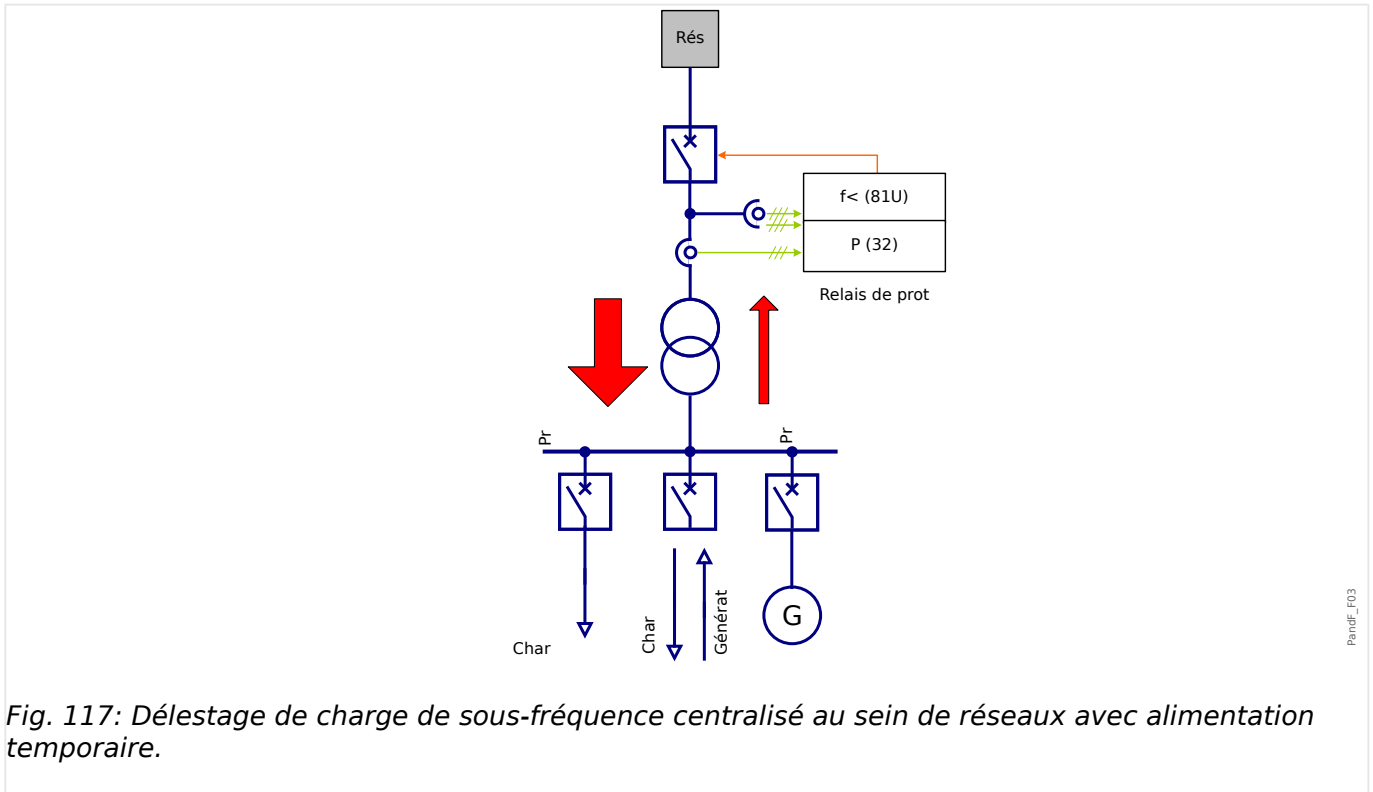 Rés
f< (81U)
P (32)
Relais de prot
Pr
Pr
Char
Char
Générat
G
PandF_F03
Fig. 117: Délestage de charge de sous-fréquence centralisé au sein de réseaux avec alimentation
temporaire.